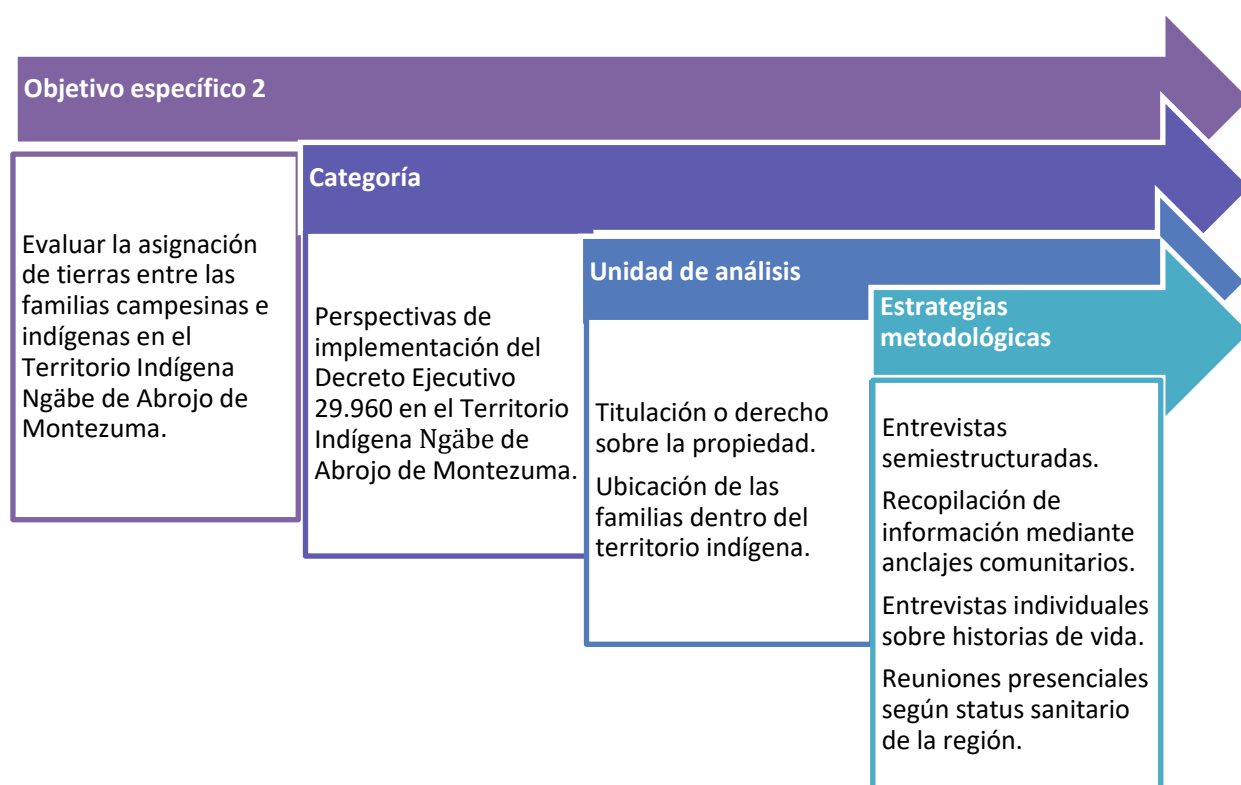 Objetivo específico 2
Evaluar la asignación
de tierras entre las
familias campesinas e
indígenas en el
Territorio Indígena
Ngäbe de Abrojo de
Montezuma.
Categoría
Perspectivas de
implementación del
Decreto Ejecutivo
29.960 en el Territorio
Indígena Ngäbe de
Abrojo de Montezuma.
Unidad de análisis
Titulación o derecho
sobre la propiedad.
Ubicación de las
familias dentro del
territorio indígena.
Estrategias
metodológicas
Entrevistas
semiestructuradas.
Recopilación de
información mediante
anclajes comunitarios.
Entrevistas individuales
sobre historias de vida.
Reuniones presenciales
según status sanitario
de la región.